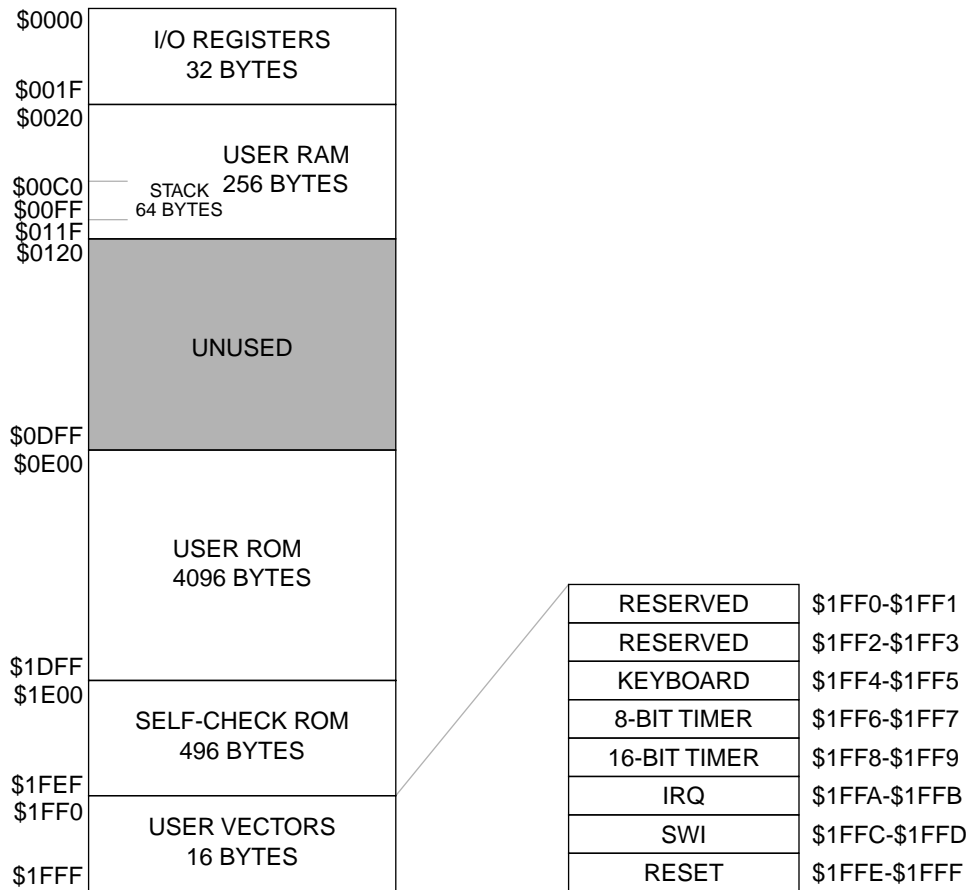 $0000
I/O REGISTERS
32 BYTES
$001F
$0020
USER RAM
256 BYTES
$00C0
STACK
64 BYTES
$00FF
$011F
$0120
UNUSED
$0DFF
$0E00
USER ROM
4096 BYTES
$1DFF
$1E00
SELF-CHECK ROM
496 BYTES
$1FEF
$1FF0
USER VECTORS
16 BYTES
$1FFF
RESERVED $1FF0-$1FF1
RESERVED $1FF2-$1FF3
KEYBOARD $1FF4-$1FF5
8-BIT TIMER $1FF6-$1FF7
16-BIT TIMER $1FF8-$1FF9
IRQ $1FFA-$1FFB
SWI $1FFC-$1FFD
RESET $1FFE-$1FFF